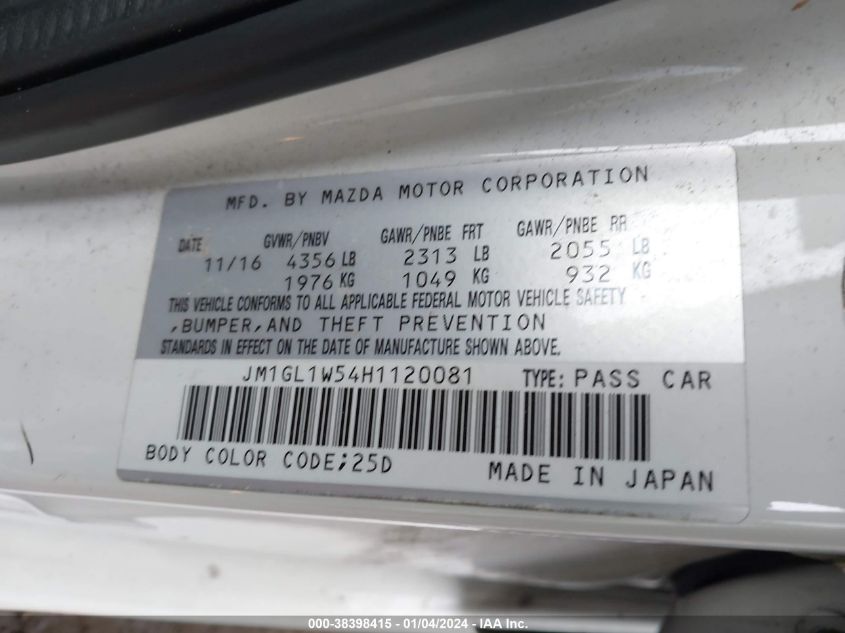 MFD. BY MAZDA MOTOR CORPORATION
DATE GVWR/PNBV GAWR/PNBE FRT GAWR/PNBE RR
11/16 4356 LB 2313 LB 2055 LB
1976 KG 1049 KG 932 KG
THIS VEHICLE CONFORMS TO ALL APPLICABLE FEDERAL MOTOR VEHICLE SAFETY
,BUMPER,AND THEFT PREVENTION
STANDARDS IN EFFECT ON THE DATE OF MANUFACTURE SHOWN ABOVE.
JM1GL1W54H1120081 TYPE: PASS CAR
BODY COLOR CODE;25D MADE IN JAPAN
000-38398415 - 01/04/2024 - IAA Inc.